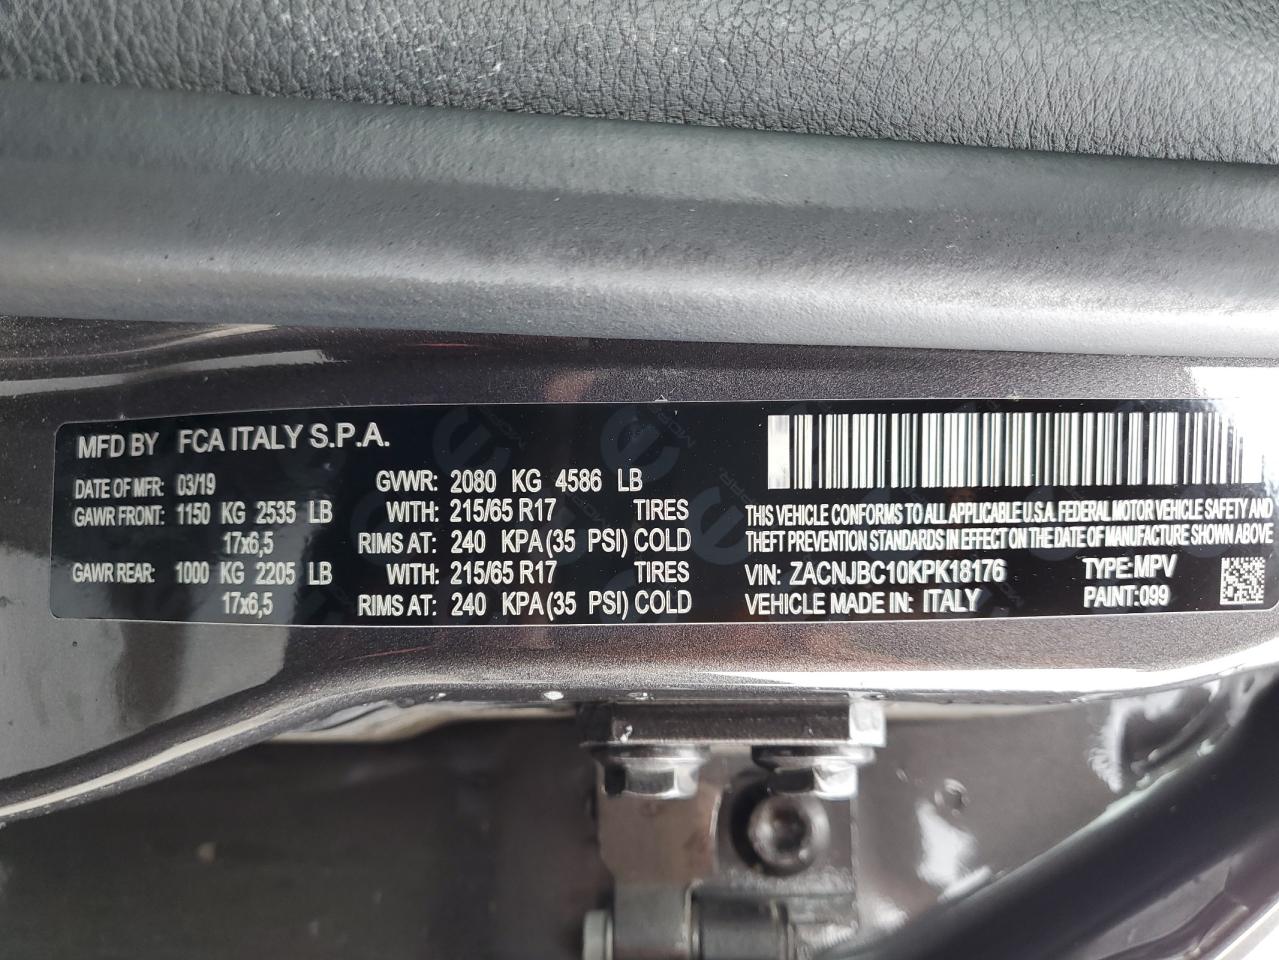 MFD BY FCA ITALY S.P.A.
DATE OF MFR: 03/19 GVWR: 2080 KG 4586 LB
GAWR FRONT: 1150 KG 2535 LB WITH: 215/65 R17 TIRES
17x6,5 RIMS AT: 240 KPA(35 PSI) COLD
GAWR REAR: 1000 KG 2205 LB WITH: 215/65 R17 TIRES
17x6,5 RIMS AT: 240 KPA(35 PSI) COLD
THIS VEHICLE CONFORMS TO ALL APPLICABLE U.S.A. FEDERAL MOTOR VEHICLE SAFETY AND
THEFT PREVENTION STANDARDS IN EFFECT ON THE DATE OF MANUFACTURE SHOWN ABOVE
VIN: ZACNJBC10KPK18176 TYPE:MPV
VEHICLE MADE IN: ITALY PAINT:099